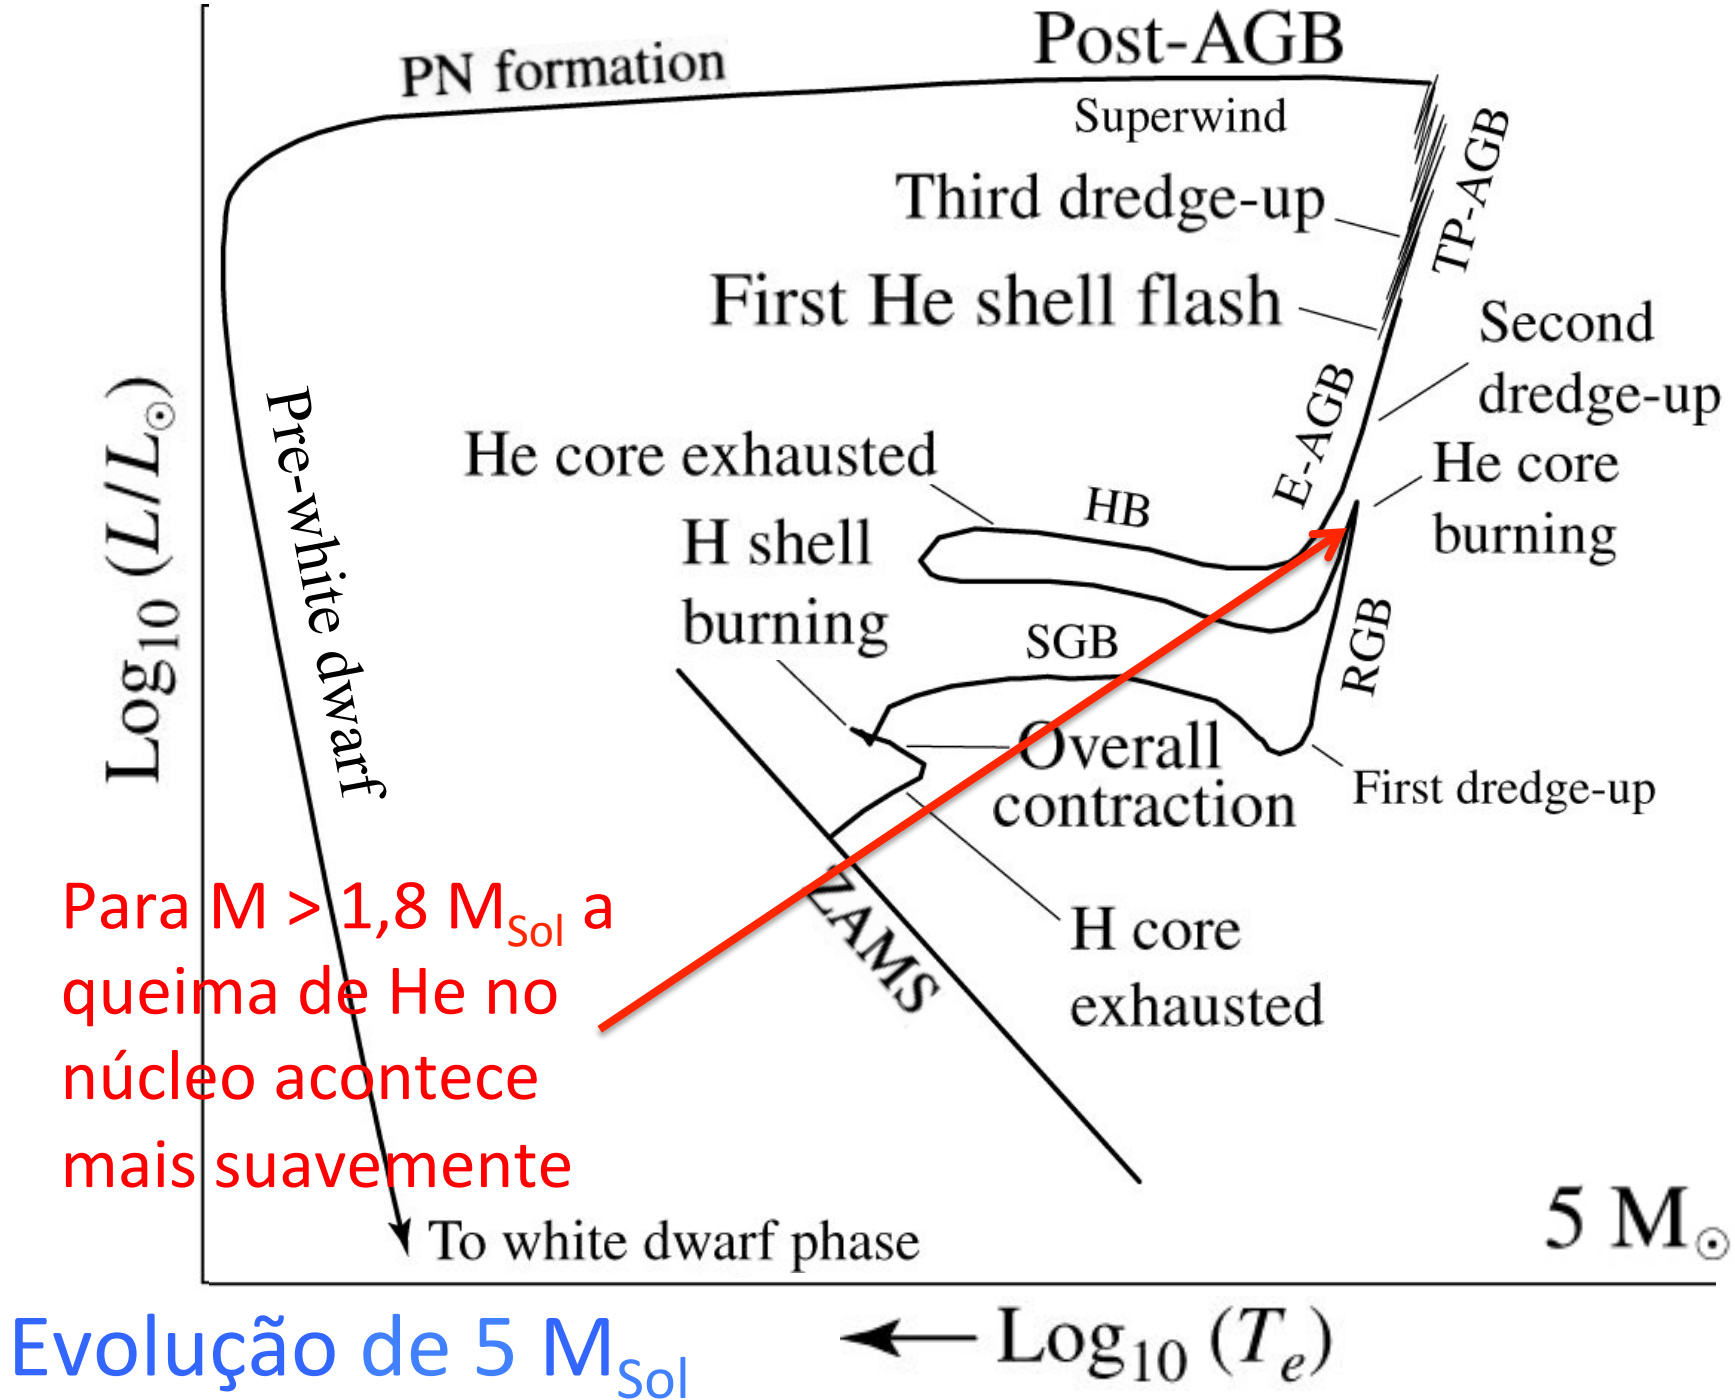 Post-AGB
PN formation
Superwind
Third dredge-up
TP-AGB
First He shell flash
Second
dredge-up
E-AGB
He core exhausted
HB
He core
burning
H shell
burning
SGB
RGB
Overall
contraction
First dredge-up
Log10 (L/L☉)
Pre-white dwarf
ZAMS
H core
exhausted
Para M > 1,8 MSol a
queima de He no
núcleo acontece
mais suavemente
To white dwarf phase
5 M☉
Evolução de 5 MSol
← Log10 (Te)